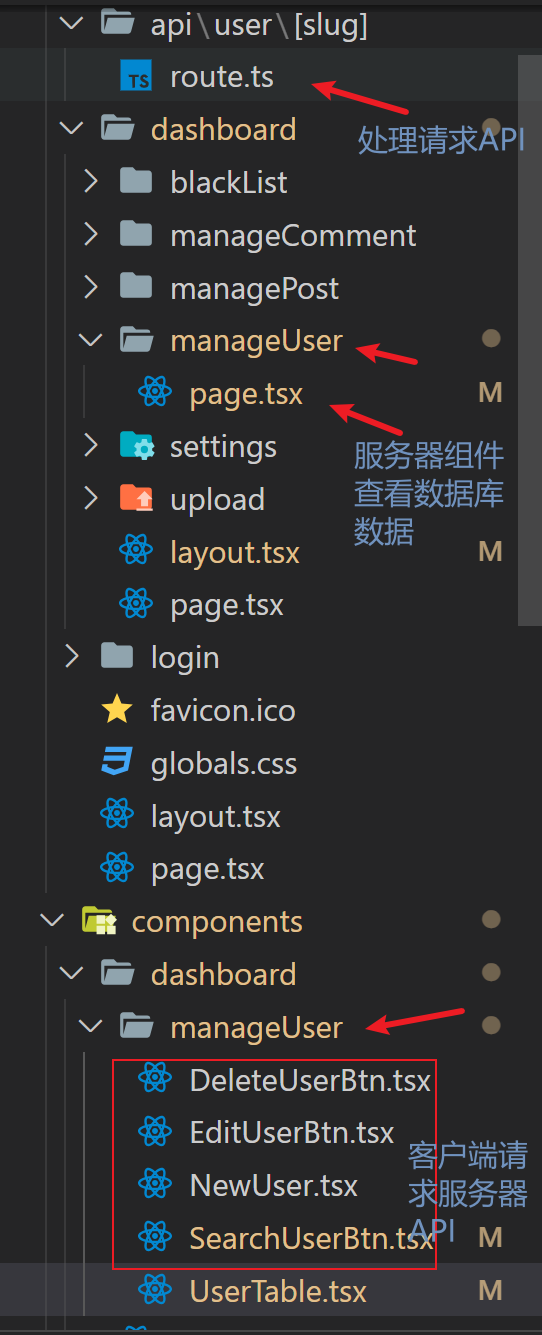 api\user\[slug]
TS route.ts
处理请求API
dashboard
blackList
manageComment
managePost
manageUser
page.tsx M
服务器组件
查看数据库
数据
settings
upload
layout.tsx M
page.tsx
login
favicon.ico
globals.css
layout.tsx
page.tsx
components
dashboard
manageUser
DeleteUserBtn.tsx
EditUserBtn.tsx
客户端请
求服务器
API
NewUser.tsx
SearchUserBtn.tsx M
UserTable.tsx M